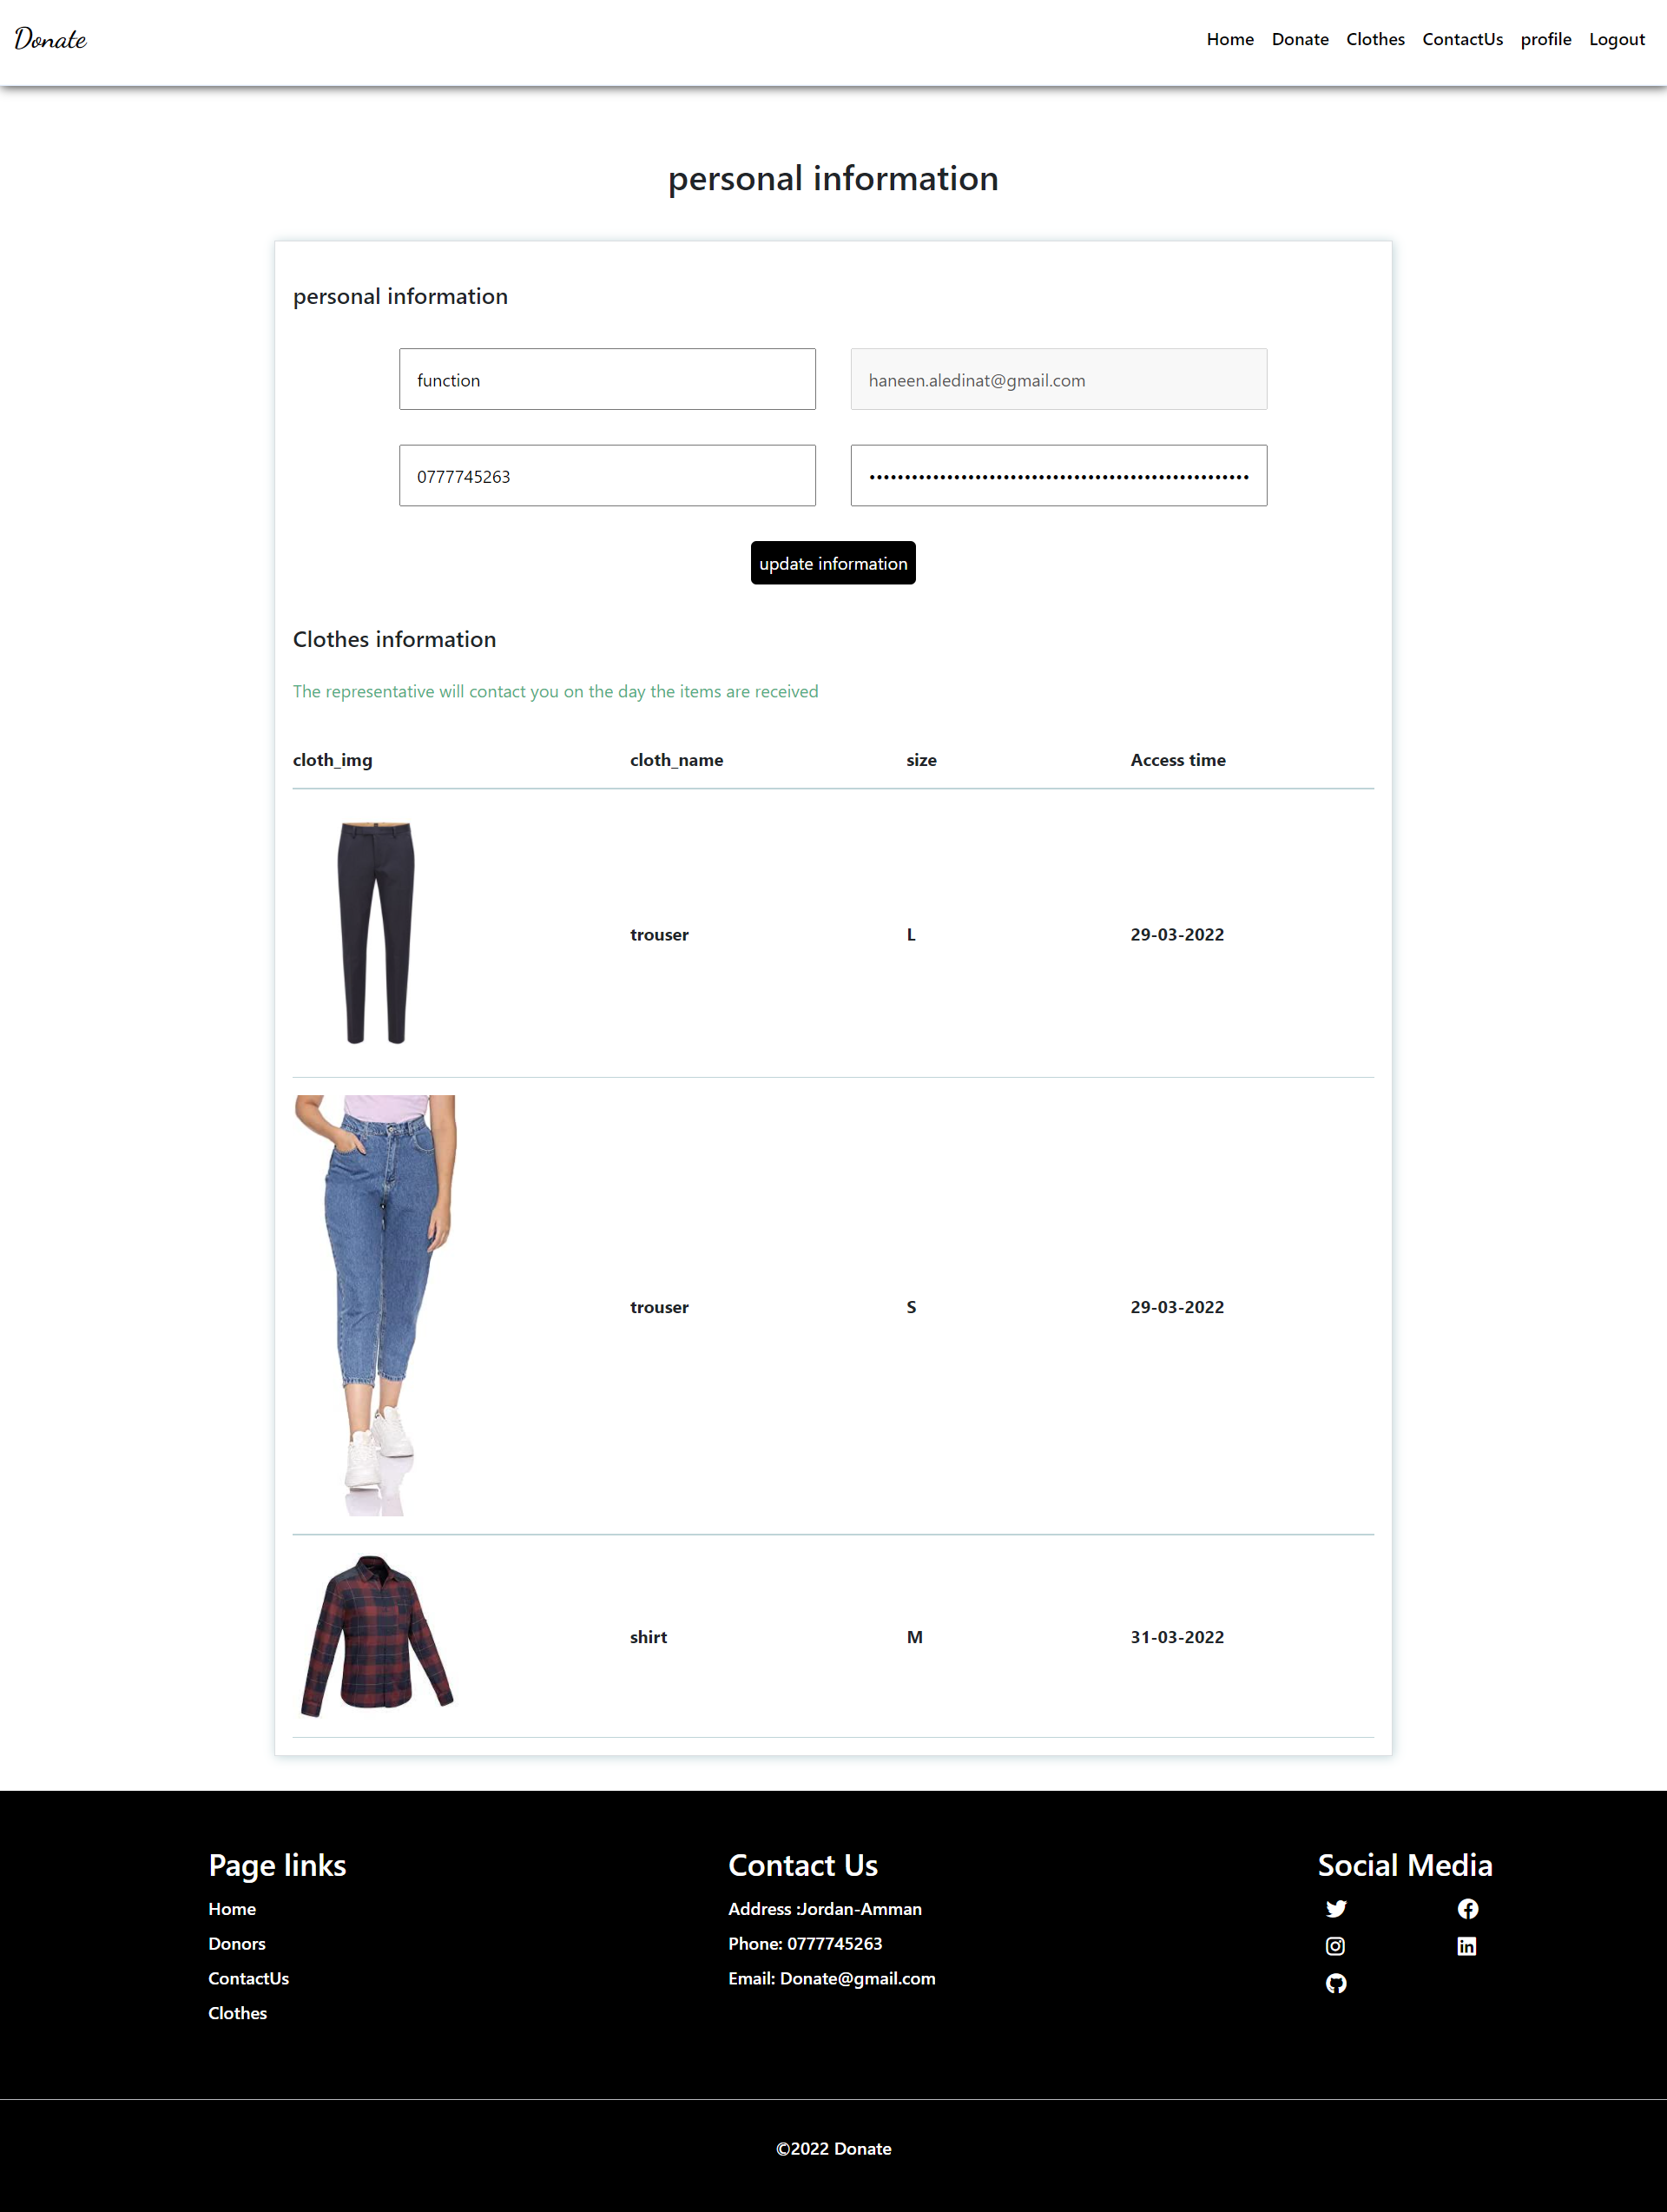 Donate
Home Donate Clothes ContactUs profile Logout
personal information
personal information
function
haneen.aledinat@gmail.com
0777745263
update information
Clothes information
The representative will contact you on the day the items are received
cloth_img cloth_name size Access time
trouser L 29-03-2022
trouser S 29-03-2022
shirt M 31-03-2022
Page links
Home
Donors
ContactUs
Clothes
Contact Us
Address :Jordan-Amman
Phone: 0777745263
Email: Donate@gmail.com
Social Media
©2022 Donate